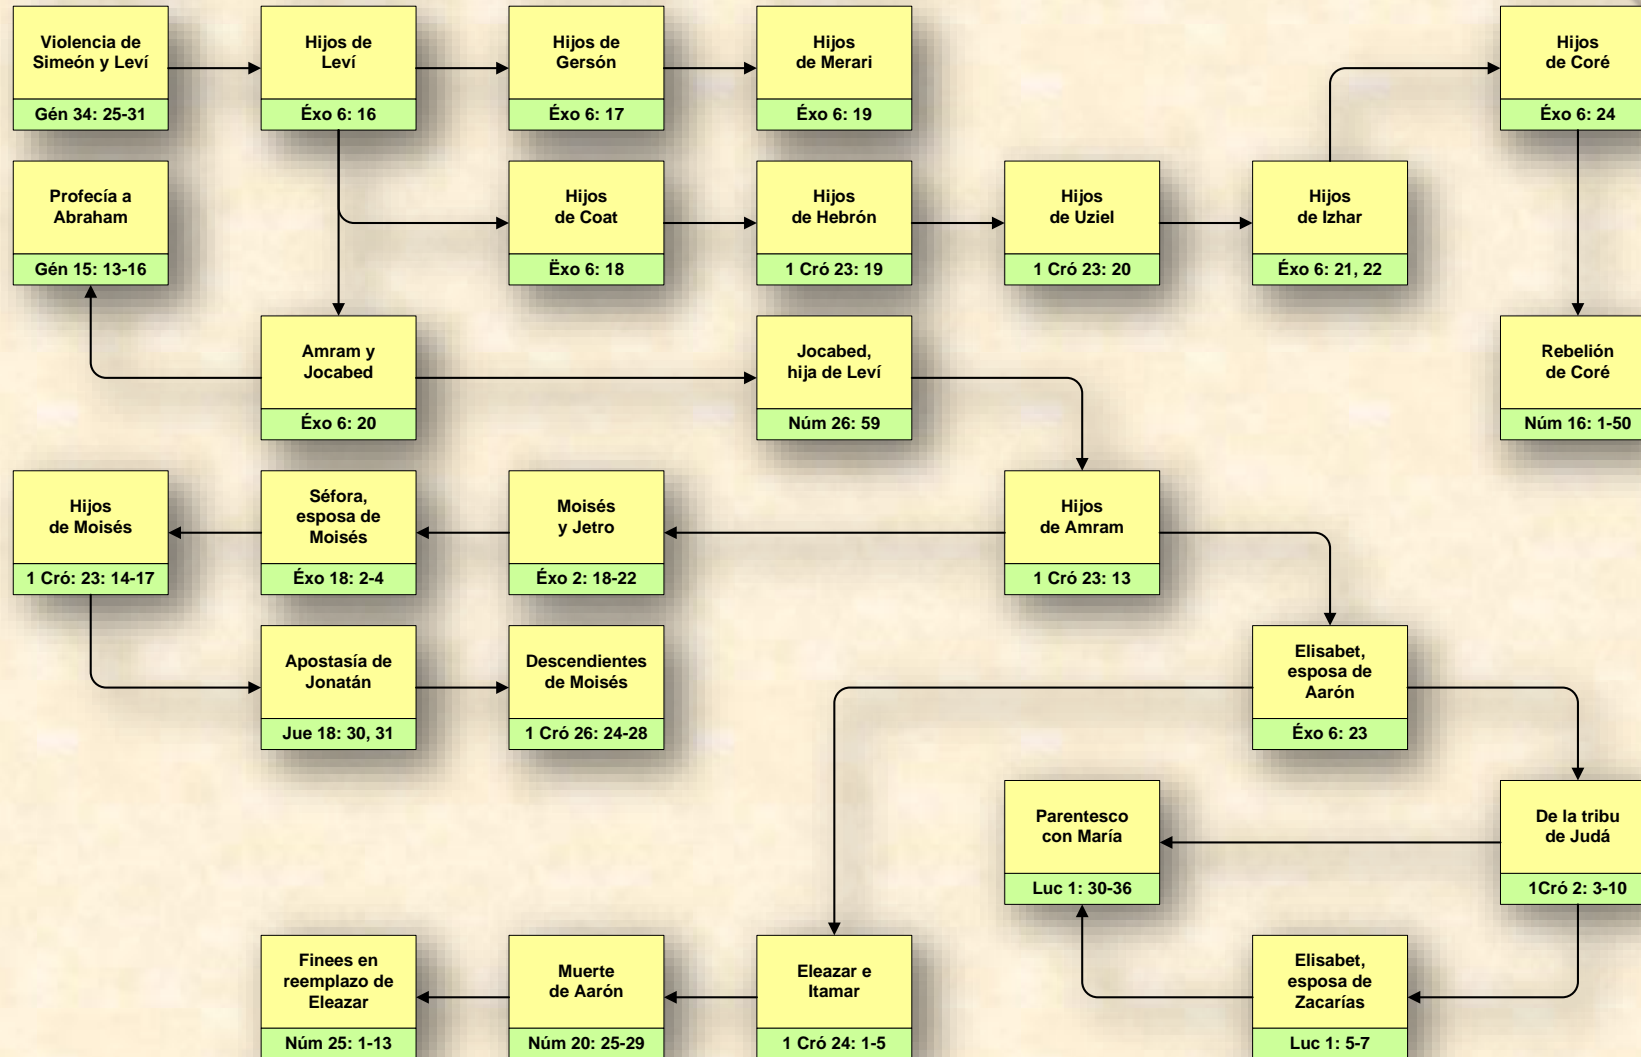 Violencia de
Simeón y Leví
Gén 34: 25-31
Hijos de
Leví
Éxo 6: 16
Hijos de
Gersón
Éxo 6: 17
Hijos
de Merari
Éxo 6: 19
Hijos
de Coré
Éxo 6: 24
Profecía a
Abraham
Gén 15: 13-16
Hijos
de Coat
Ëxo 6: 18
Hijos
de Hebrón
1 Cró 23: 19
Hijos
de Uziel
1 Cró 23: 20
Hijos
de Izhar
Éxo 6: 21, 22
Amram y
Jocabed
Éxo 6: 20
Jocabed,
hija de Leví
Núm 26: 59
Rebelión
de Coré
Núm 16: 1-50
Hijos
de Moisés
1 Cró: 23: 14-17
Séfora,
esposa de
Moisés
Éxo 18: 2-4
Moisés
y Jetro
Éxo 2: 18-22
Hijos
de Amram
1 Cró 23: 13
Apostasía de
Jonatán
Jue 18: 30, 31
Descendientes
de Moisés
1 Cró 26: 24-28
Elisabet,
esposa de
Aarón
Éxo 6: 23
Parentesco
con María
Luc 1: 30-36
De la tribu
de Judá
1Cró 2: 3-10
Finees en
reemplazo de
Eleazar
Núm 25: 1-13
Muerte
de Aarón
Núm 20: 25-29
Eleazar e
Itamar
1 Cró 24: 1-5
Elisabet,
esposa de
Zacarías
Luc 1: 5-7